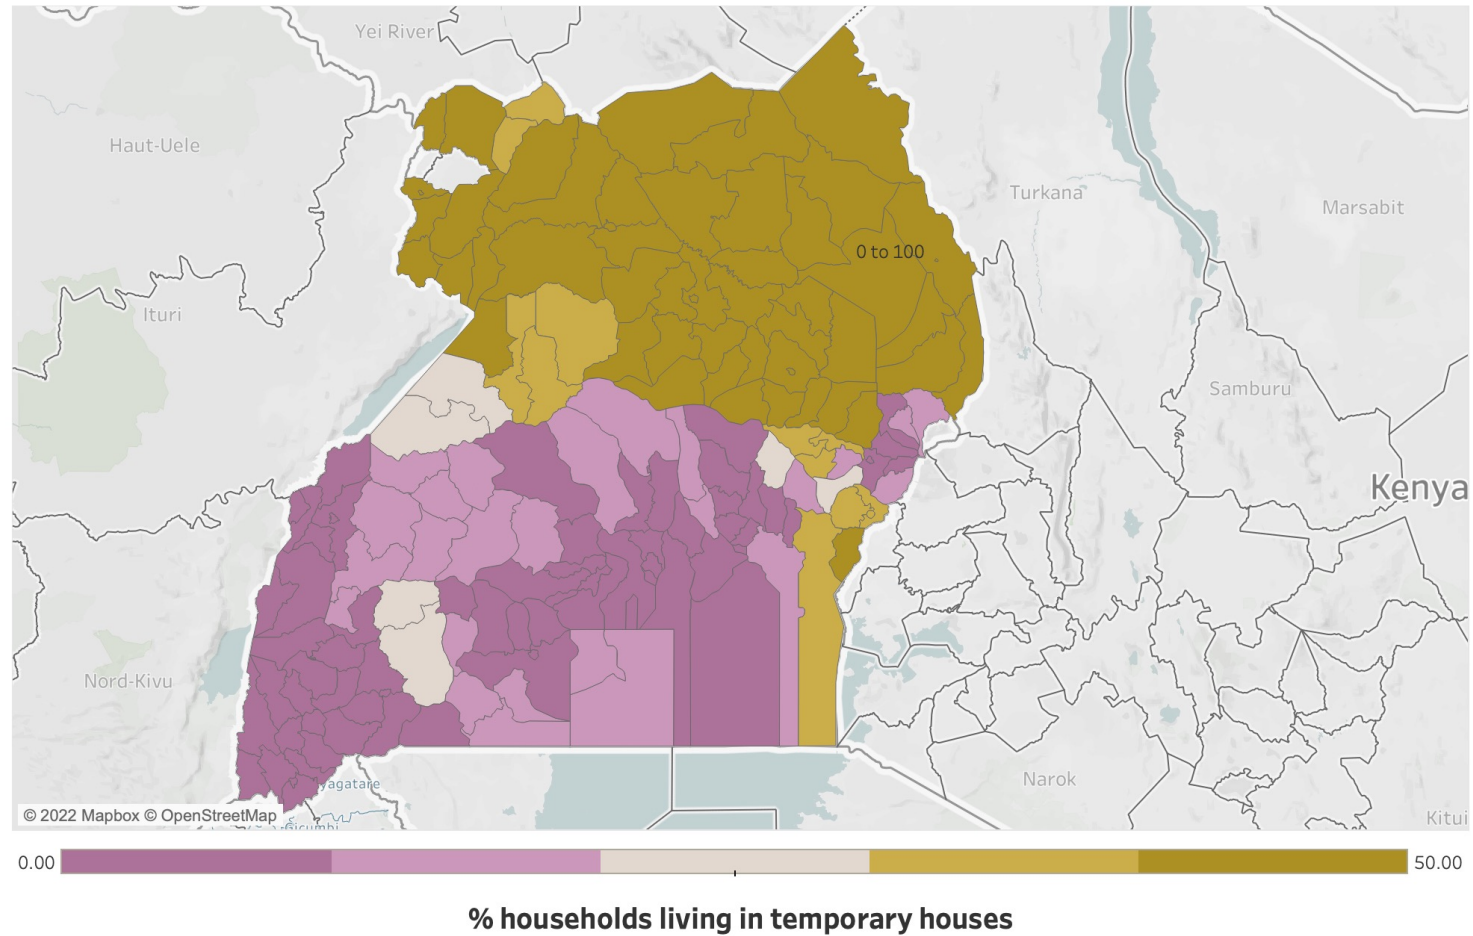 Yei River
Haut-Uele
Turkana
Marsabit
0 to 100
Ituri
Samburu
Kenya
Nord-Kivu
Narok
yagatare
© 2022 Mapbox © OpenStreetMap
Kitui
0.00
50.00
% households living in temporary houses